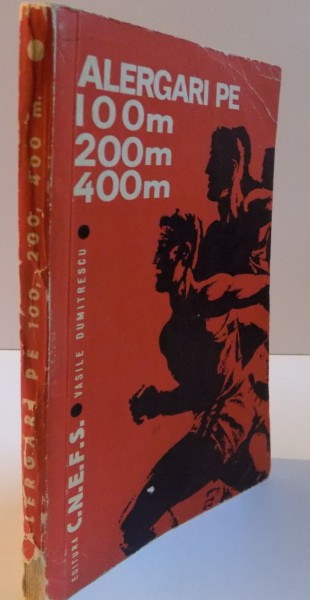 ALERGARI PE
100m
200m
400m
EDITURA C.N.E.F.S. ● VASILE DUMITRESCU ●
ALERGARI PE 100, 200, 400 m.